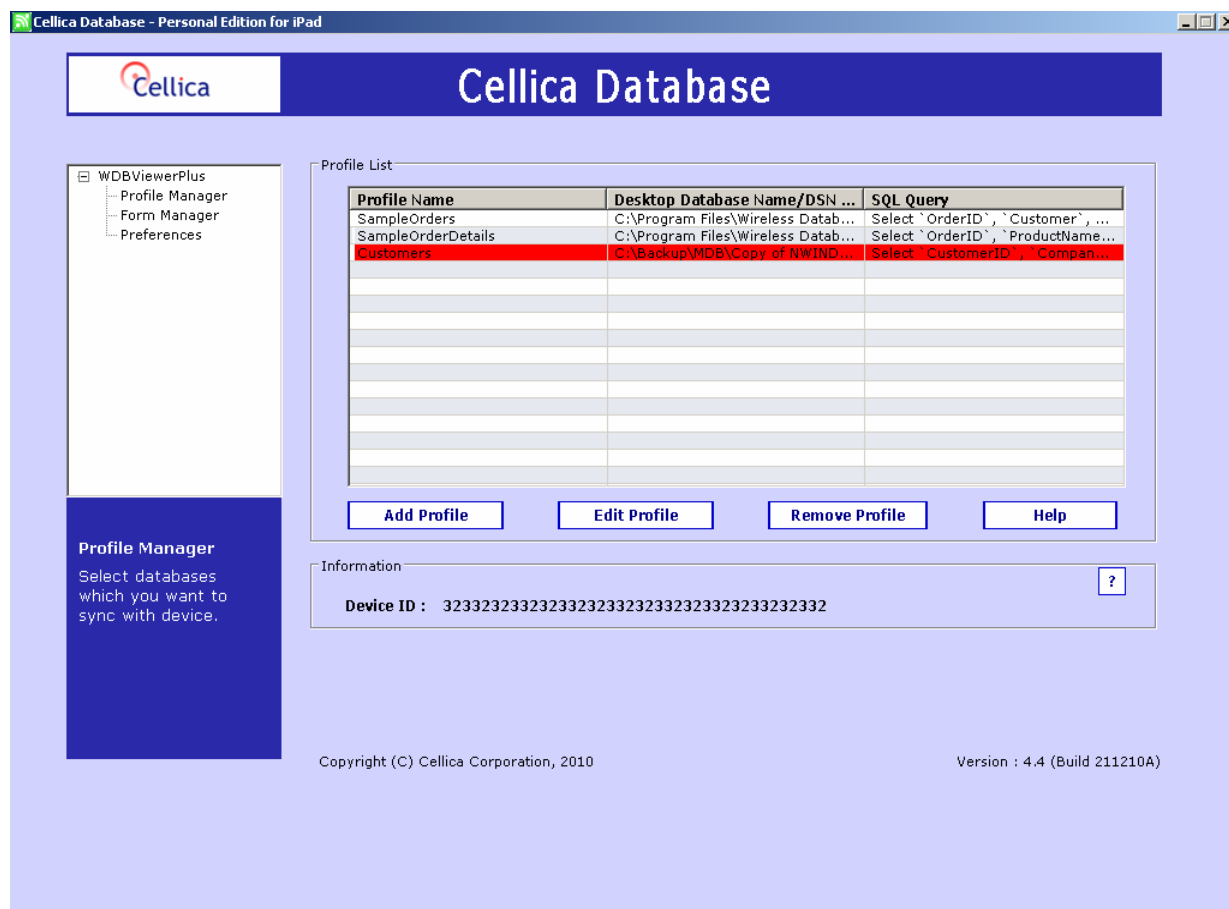 Cellica Database - Personal Edition for iPad
Cellica
Cellica Database
WDBViewerPlus
Profile Manager
Form Manager
Preferences
Profile List
Profile Name Desktop Database Name/DSN ... SQL Query
SampleOrders C:\Program Files\Wireless Datab... Select `OrderID`, `Customer`, ...
SampleOrderDetails C:\Program Files\Wireless Datab... Select `OrderID`, `ProductName...
Customers C:\Backup\MDB\Copy of NWIND... Select `CustomerID`, `Compan...
Add Profile Edit Profile Remove Profile Help
Profile Manager
Select databases
which you want to
sync with device.
Information
?
Device ID : 3233232332323323233232332323323233232332
Copyright (C) Cellica Corporation, 2010
Version : 4.4 (Build 211210A)